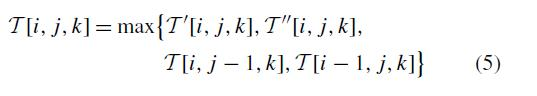 𝒯[i, j, k] = max{𝒯′[i, j, k], 𝒯″[i, j, k],
𝒯[i, j − 1, k], 𝒯[i − 1, j, k]} (5)